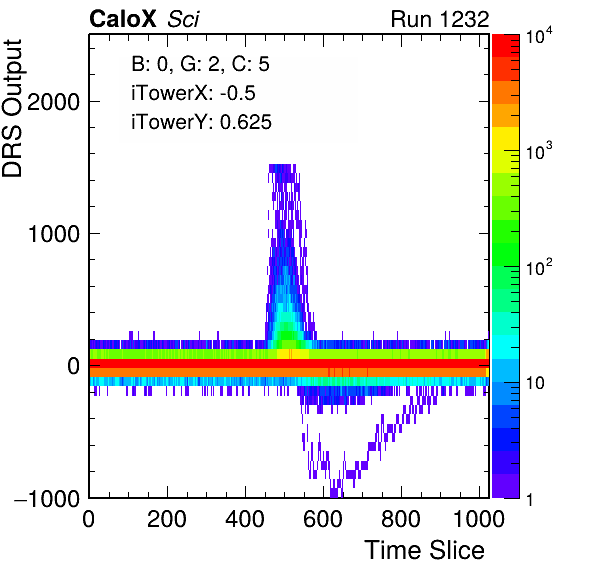 CaloX Sci Run 1232
B: 0, G: 2, C: 5
iTowerX: -0.5
iTowerY: 0.625
DRS Output
2000
1000
0
−1000
0 200 400 600 800 1000
Time Slice
10^4
10^3
10^2
10
1